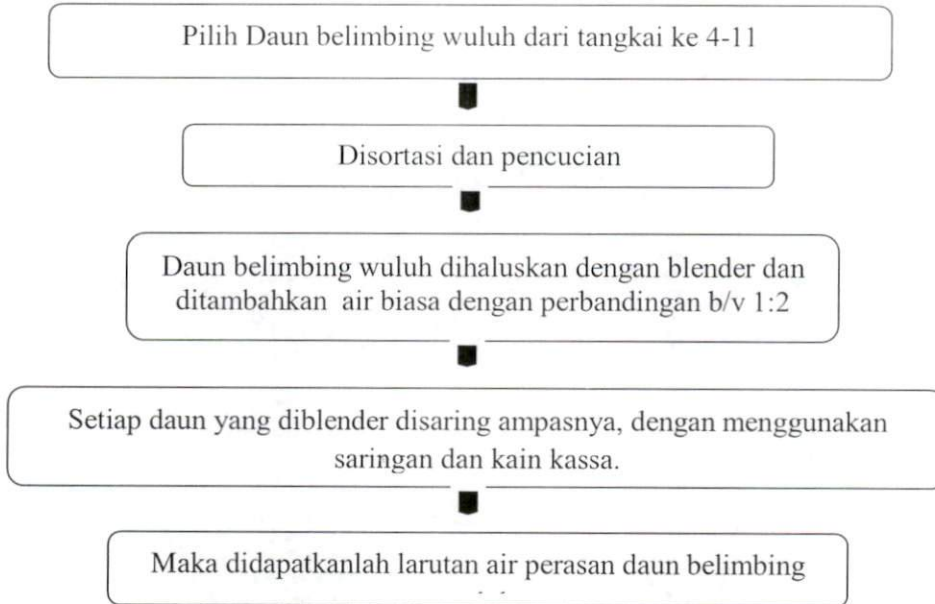 Pilih Daun belimbing wuluh dari tangkai ke 4-11
Disortasi dan pencucian
Daun belimbing wuluh dihaluskan dengan blender dan
ditambahkan air biasa dengan perbandingan b/v 1:2
Setiap daun yang diblender disaring ampasnya, dengan menggunakan
saringan dan kain kassa.
Maka didapatkanlah larutan air perasan daun belimbing